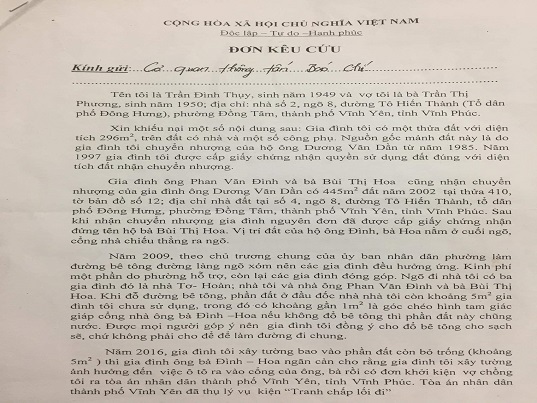 CỘNG HÒA XÃ HỘI CHỦ NGHĨA VIỆT NAM
Độc lập – Tự do – Hạnh phúc
ĐƠN KÊU CỨU
Kính gửi: Cơ quan thông tấn Báo Chí
Tên tôi là Trần Đình Thụy, sinh năm 1949 và vợ tôi là bà Trần Thị
Phương, sinh năm 1950; địa chỉ: nhà số 2, ngõ 8, đường Tô Hiến Thành (Tổ dân
phố Đông Hưng), phường Đồng Tâm, thành phố Vĩnh Yên, tỉnh Vĩnh Phúc.
Xin khiếu nại một số nội dung sau: Gia đình tôi có một thửa đất với diện
tích 296m², trên đất có nhà và một số công phụ. Nguồn gốc mảnh đất này là do
gia đình tôi chuyển nhượng của hộ ông Dương Văn Dần từ năm 1985. Năm
1997 gia đình tôi được cấp giấy chứng nhận quyền sử dụng đất đúng với diện
tích đất nhận chuyển nhượng.
Gia đình ông Phan Văn Đình và bà Bùi Thị Hoa cũng nhận chuyển
nhượng của gia đình ông Dương Văn Dần có 445m² đất năm 2002 tại thửa 410,
tờ bản đồ số 12; địa chỉ nhà đất tại số 4, ngõ 8, đường Tô Hiến Thành, tổ dân
phố Đông Hưng, phường Đồng Tâm, thành phố Vĩnh Yên, tỉnh Vĩnh Phúc. Sau
khi nhận chuyển nhượng gia đình nguyên đơn đã được cấp giấy chứng nhận
đứng tên hộ bà Bùi Thị Hoa. Vị trí đất của hộ ông Đình, bà Hoa nằm ở cuối ngõ,
cổng nhà chiếu thẳng ra ngõ.
Năm 2009, theo chủ trương chung của ủy ban nhân dân phường làm
đường bê tông đường làng ngõ xóm nên các gia đình đều hưởng ứng. Kinh phí
một phần do phường hỗ trợ, còn lại các gia đình đóng góp. Ngõ đi nhà tôi có ba
gia đình đó là nhà Tơ- Hoàn; nhà tôi và nhà ông Phan Văn Đình và bà Bùi Thị
Hoa. Khi đổ đường bê tông, phần đất ở đầu đốc nhà nhà tôi còn khoảng 5m² gia
đình tôi chưa sử dụng, trong đó có khoảng gần 1m² là góc chéo hình tam giác
giáp cổng nhà ông bà Đình –Hoa nếu không đổ bê tông thì phần đất này chũng
nước. Được mọi người góp ý nên gia đình tôi đồng ý cho đổ bê tông cho sạch
sẽ, chứ không phải cho để để làm đường đi chung.
Năm 2016, gia đình tôi xây tường bao vào phần đất còn bỏ trống (khoảng
5m² ) thì gia đình ông bà Đình – Hoa ngăn cản cho rằng gia đình tôi xây tường
ảnh hưởng đến việc ô tô ra vào cổng của ông, bà rồi có đơn khởi kiện vợ chồng
tôi ra tòa án nhân dân thành phố Vĩnh Yên, tỉnh Vĩnh Phúc. Tòa án nhân dân
thành phố Vĩnh Yên đã thụ lý vụ kiện “Tranh chấp lối đi”